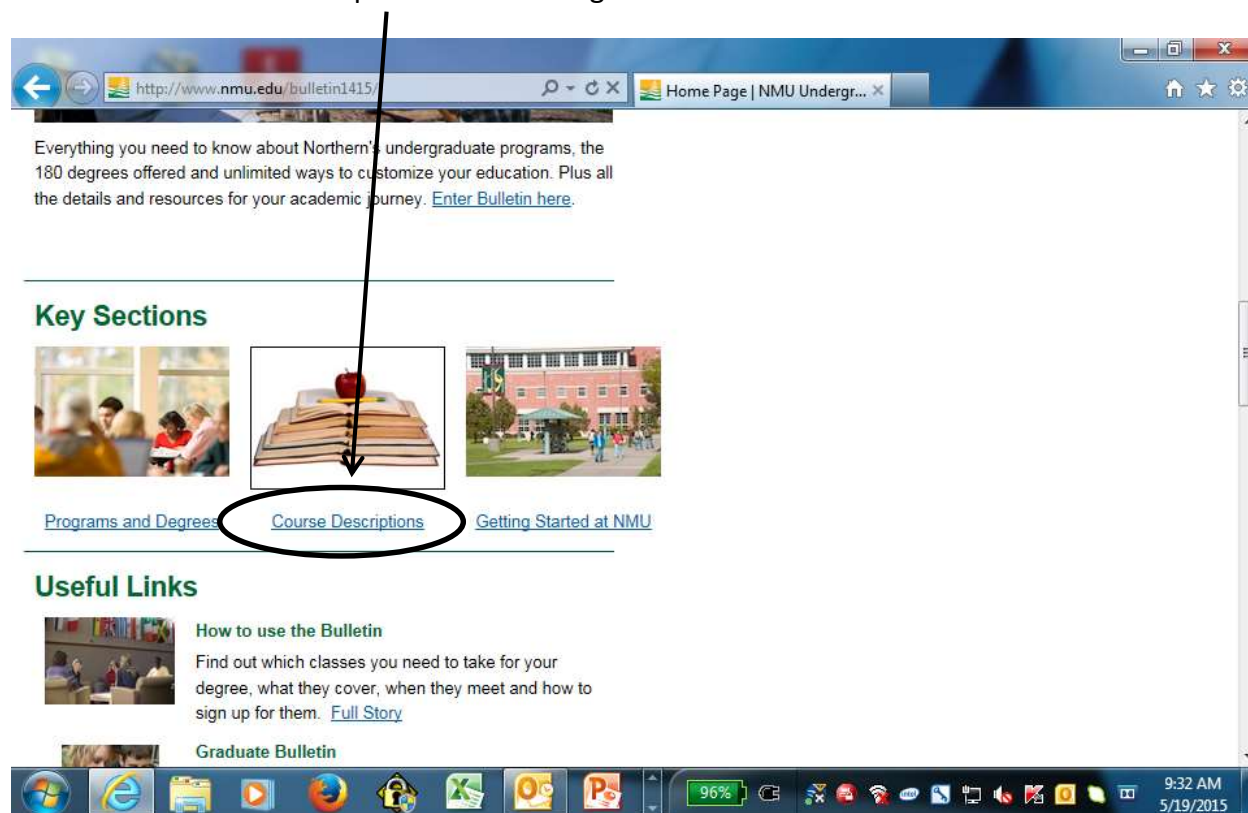 http://www.nmu.edu/bulletin1415/
Home Page | NMU Undergr...
Everything you need to know about Northern's undergraduate programs, the
180 degrees offered and unlimited ways to customize your education. Plus all
the details and resources for your academic journey. Enter Bulletin here.
Key Sections
Programs and Degrees
Course Descriptions
Getting Started at NMU
Useful Links
How to use the Bulletin
Find out which classes you need to take for your
degree, what they cover, when they meet and how to
sign up for them. Full Story
Graduate Bulletin
96%
9:32 AM
5/19/2015